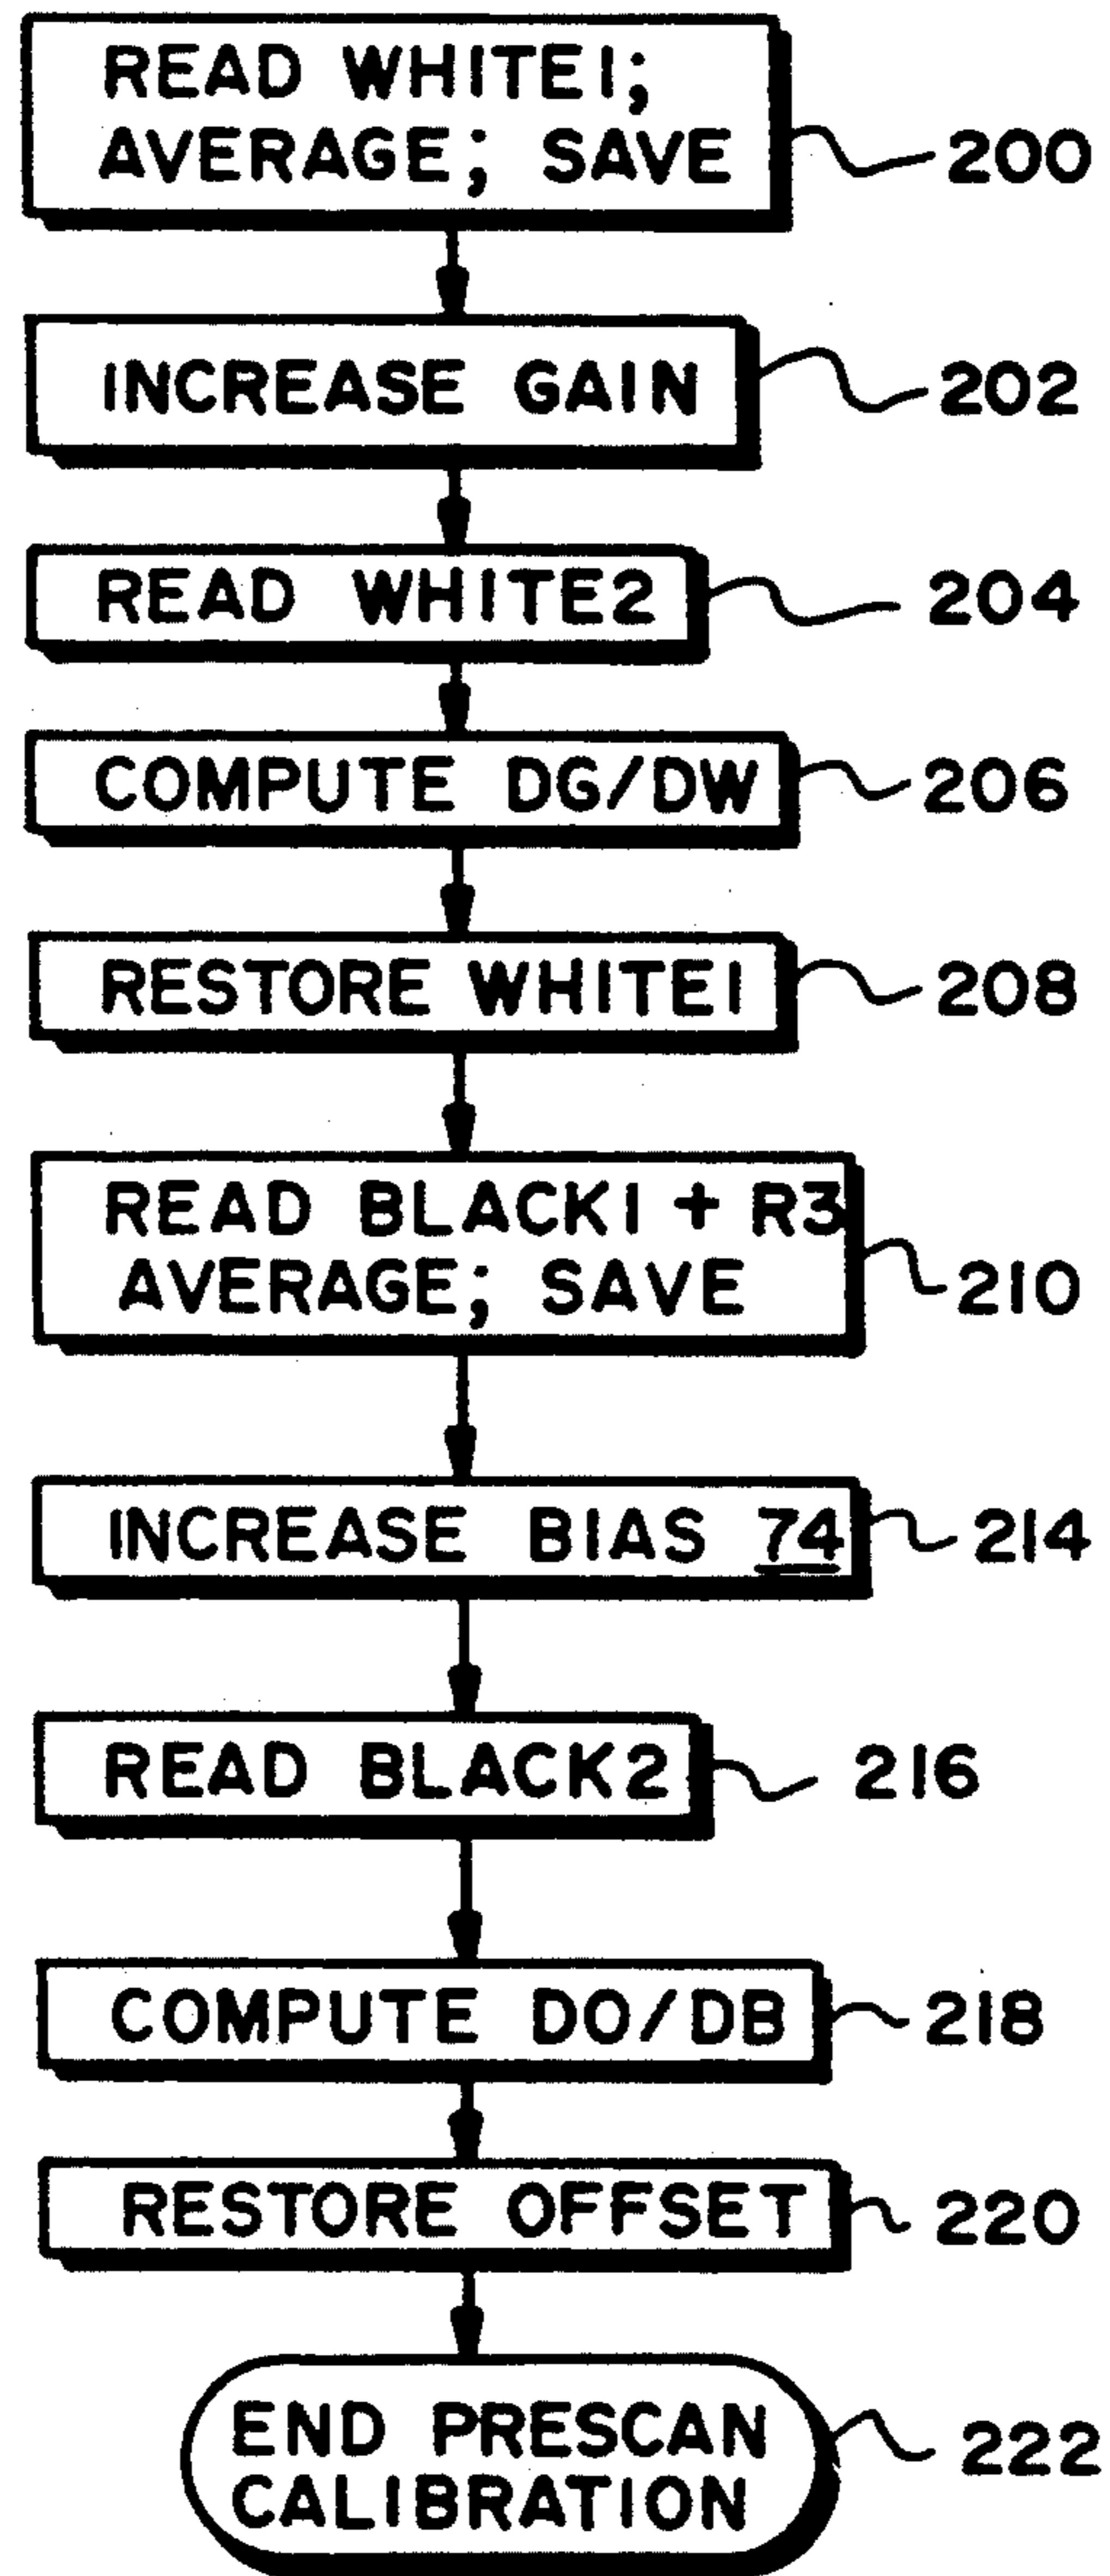 READ WHITE1;
AVERAGE; SAVE
200
INCREASE GAIN
202
READ WHITE2
204
COMPUTE DG/DW
206
RESTORE WHITE1
208
READ BLACK1 + R3
AVERAGE; SAVE
210
INCREASE BIAS 74
214
READ BLACK2
216
COMPUTE DO/DB
218
RESTORE OFFSET
220
END PRESCAN
CALIBRATION
222